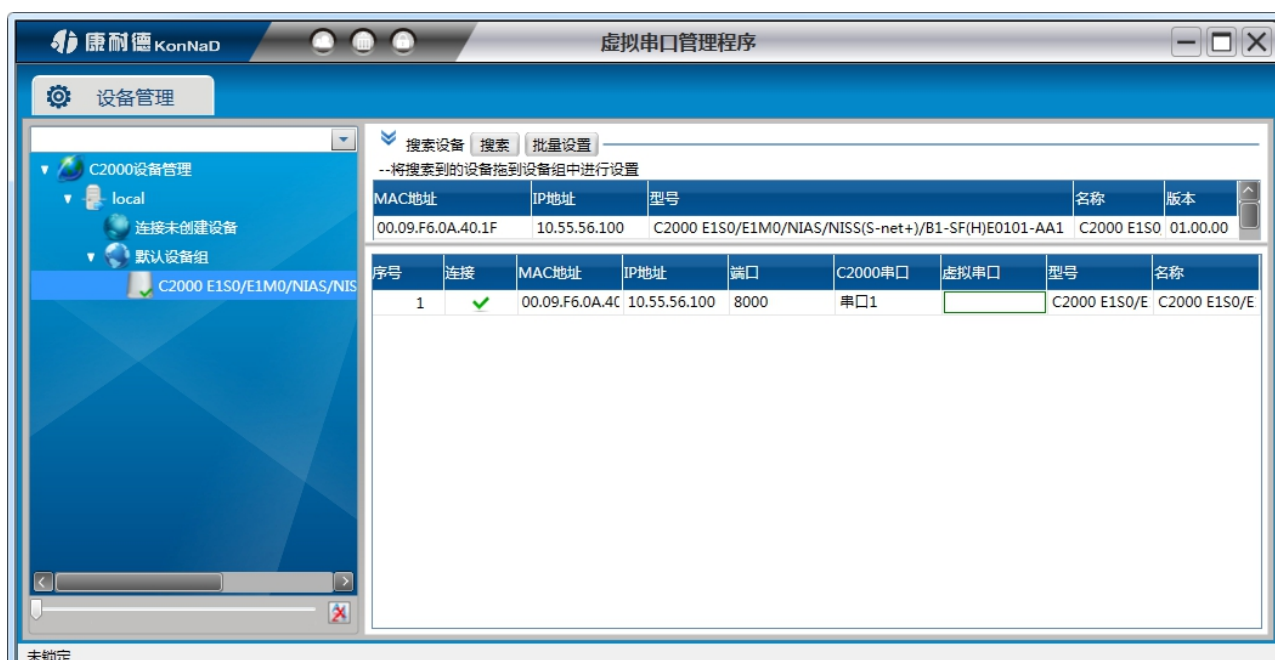 康耐德 KonNaD 虚拟串口管理程序
设备管理
搜索设备 搜索 批量设置
--将搜索到的设备拖到设备组中进行设置
MAC地址 IP地址 型号 名称 版本
00.09.F6.0A.40.1F 10.55.56.100 C2000 E1S0/E1M0/NIAS/NISS(S-net+)/B1-SF(H)E0101-AA1 C2000 E1S0 01.00.00
C2000设备管理
local
连接未创建设备
默认设备组
C2000 E1S0/E1M0/NIAS/NIS
序号 连接 MAC地址 IP地址 端口 C2000串口 虚拟串口 型号 名称
1 00.09.F6.0A.4C 10.55.56.100 8000 串口1 C2000 E1S0/E C2000 E1S0/E
未锁定